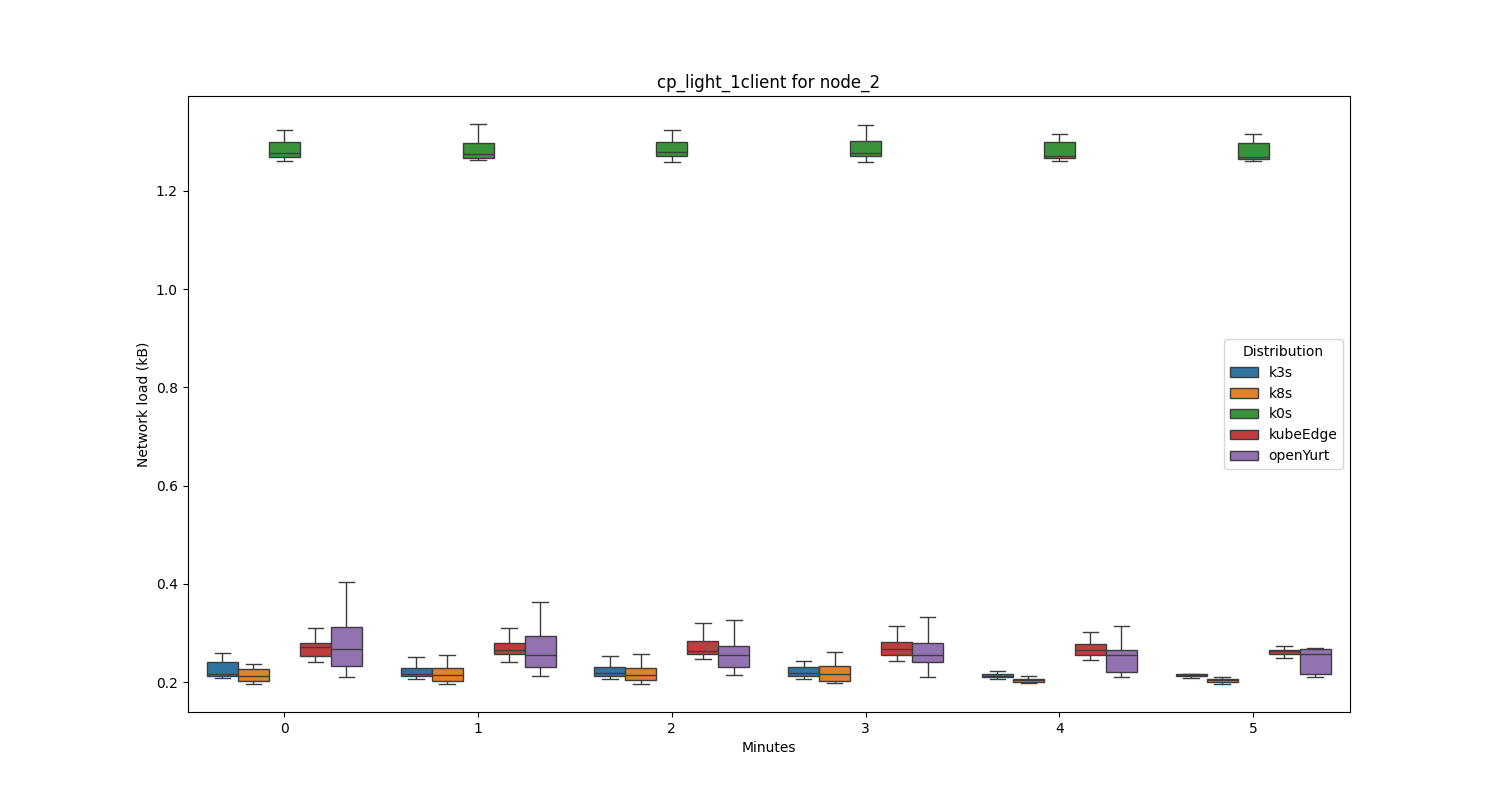 cp_light_1client for node_2
Network load (kB)
1.2
1.0
0.8
0.6
0.4
0.2
0 1 2 3 4 5
Minutes
Distribution
k3s
k8s
k0s
kubeEdge
openYurt